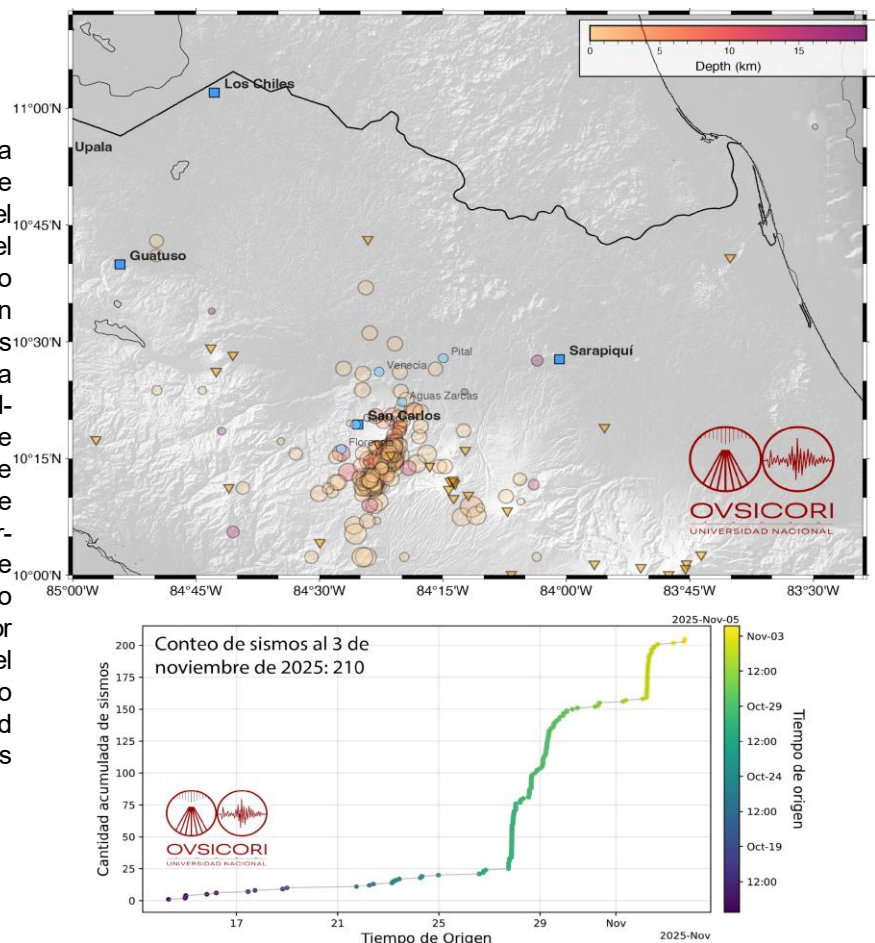 a
e
el
el
o
n
s
a
l-
e
e
e
r-
e
o
or
el
o
d
s
0 5 10 15
Depth (km)
11°00'N
10°45'N
10°30'N
10°15'N
10°00'N
85°00'W 84°45'W 84°30'W 84°15'W 84°00'W 83°45'W 83°30'W
Los Chiles
Upala
Guatuso
Pital
Sarapiquí
Venecia
Aguas Zarcas
San Carlos
Florencia
OVSICORI
UNIVERSIDAD NACIONAL
2025-Nov-05
Conteo de sismos al 3 de
noviembre de 2025: 210
Cantidad acumulada de sismos
200
175
150
125
100
75
50
25
0
OVSICORI
UNIVERSIDAD NACIONAL
17 21 25 29 Nov
Tiempo de Origen
2025-Nov
Nov-03
12:00
Oct-29
12:00
Oct-24
12:00
Oct-19
12:00
Tiempo de origen